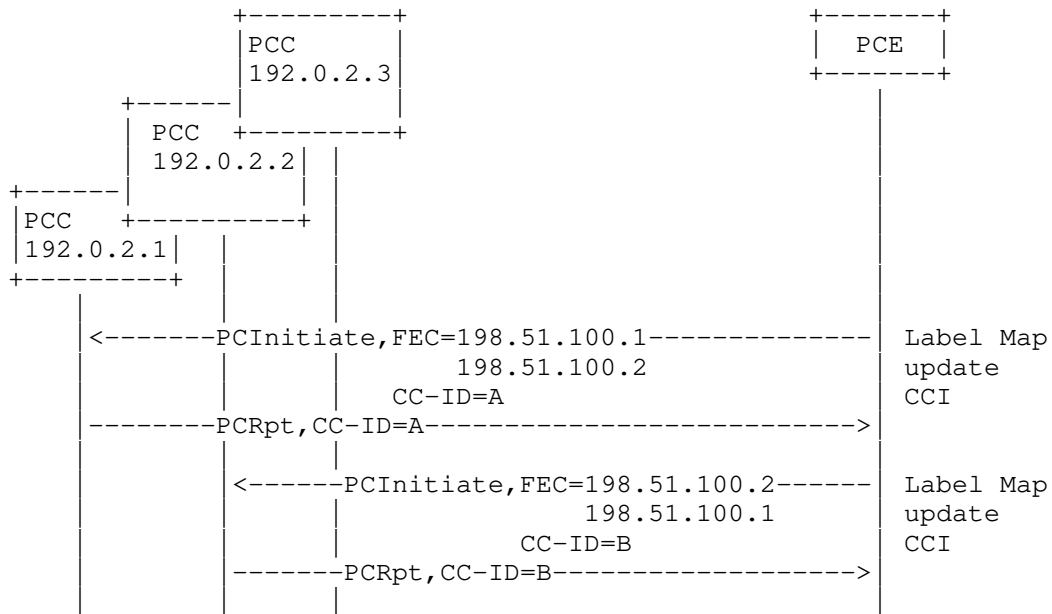 PCC
PCE
192.0.2.3
PCC
192.0.2.2
PCC
192.0.2.1
PCInitiate,FEC=198.51.100.1 Label Map
198.51.100.2 update
CC-ID=A CCI
PCRpt,CC-ID=A
PCInitiate,FEC=198.51.100.2 Label Map
198.51.100.1 update
CC-ID=B CCI
PCRpt,CC-ID=B